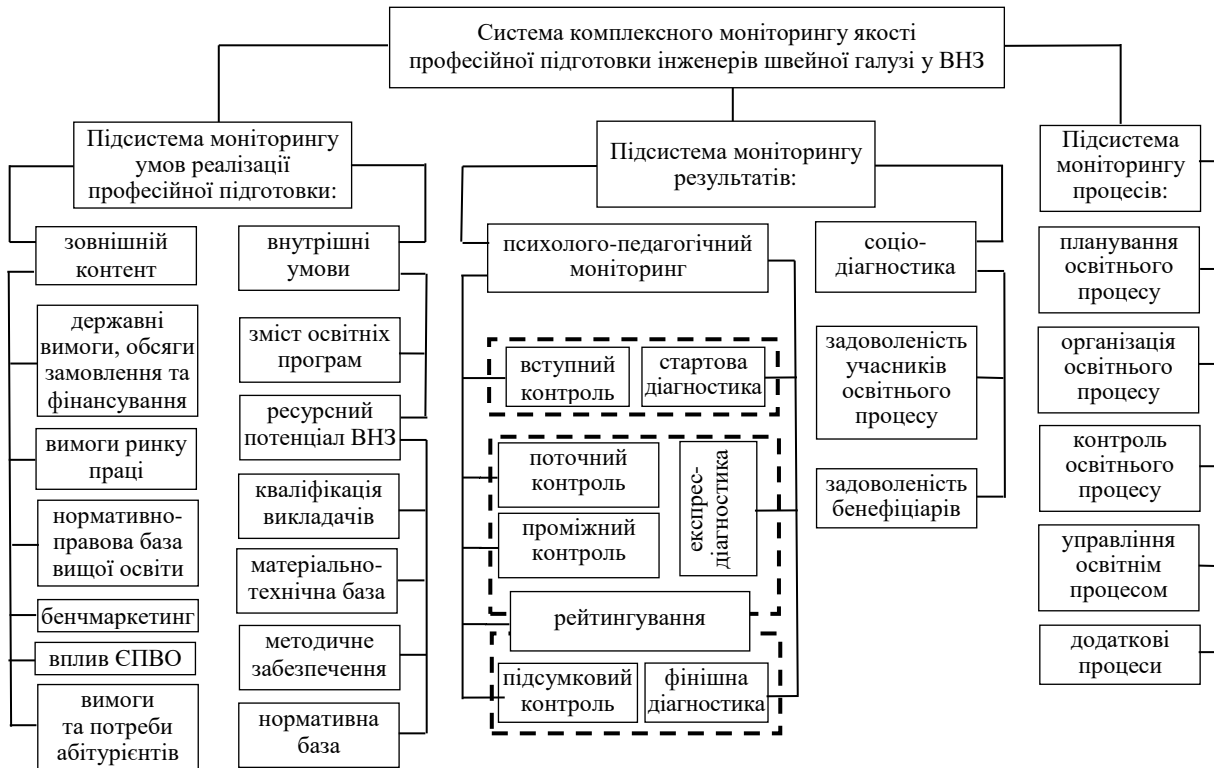 Система комплексного моніторингу якості
професійної підготовки інженерів швейної галузі у ВНЗ
Підсистема моніторингу
умов реалізації
професійної підготовки:
зовнішній
контент
державні
вимоги, обсяги
замовлення та
фінансування
вимоги ринку
праці
нормативно-
правова база
вищої освіти
бенчмаркетинг
вплив ЄПВО
вимоги
та потреби
абітурієнтів
внутрішні
умови
зміст освітніх
програм
ресурсний
потенціал ВНЗ
кваліфікація
викладачів
матеріально-
технічна база
методичне
забезпечення
нормативна
база
Підсистема моніторингу
результатів:
психолого-педагогічний
моніторинг
вступний
контроль
стартова
діагностика
поточний
контроль
проміжний
контроль
експрес-
діагностика
рейтингування
підсумковий
контроль
фінішна
діагностика
соціо-
діагностика
задоволеність
учасників
освітнього
процесу
задоволеність
бенефіціарів
Підсистема
моніторингу
процесів:
планування
освітнього
процесу
організація
освітнього
процесу
контроль
освітнього
процесу
управління
освітнім
процесом
додаткові
процеси